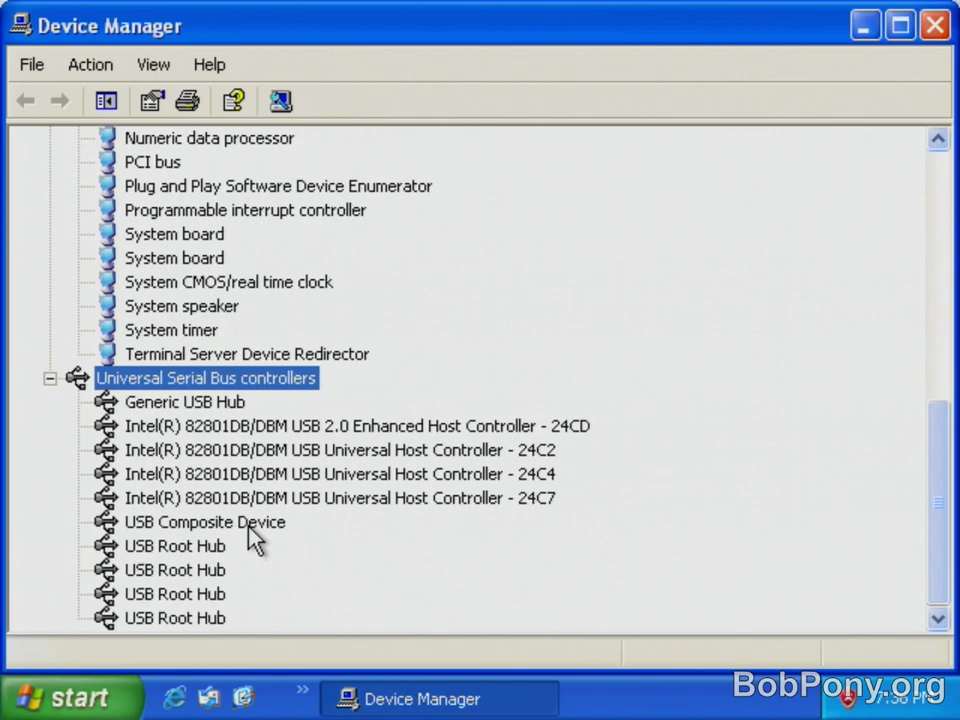 Device Manager
File Action View Help
Numeric data processor
PCI bus
Plug and Play Software Device Enumerator
Programmable interrupt controller
System board
System board
System CMOS/real time clock
System speaker
System timer
Terminal Server Device Redirector
Universal Serial Bus controllers
Generic USB Hub
Intel(R) 82801DB/DBM USB 2.0 Enhanced Host Controller - 24CD
Intel(R) 82801DB/DBM USB Universal Host Controller - 24C2
Intel(R) 82801DB/DBM USB Universal Host Controller - 24C4
Intel(R) 82801DB/DBM USB Universal Host Controller - 24C7
USB Composite Device
USB Root Hub
USB Root Hub
USB Root Hub
USB Root Hub
start
Device Manager
BobPony.org